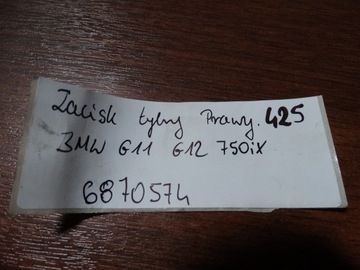 Zacisk tylny Prawy. 425
BMW G11 G12 750iX
6870574